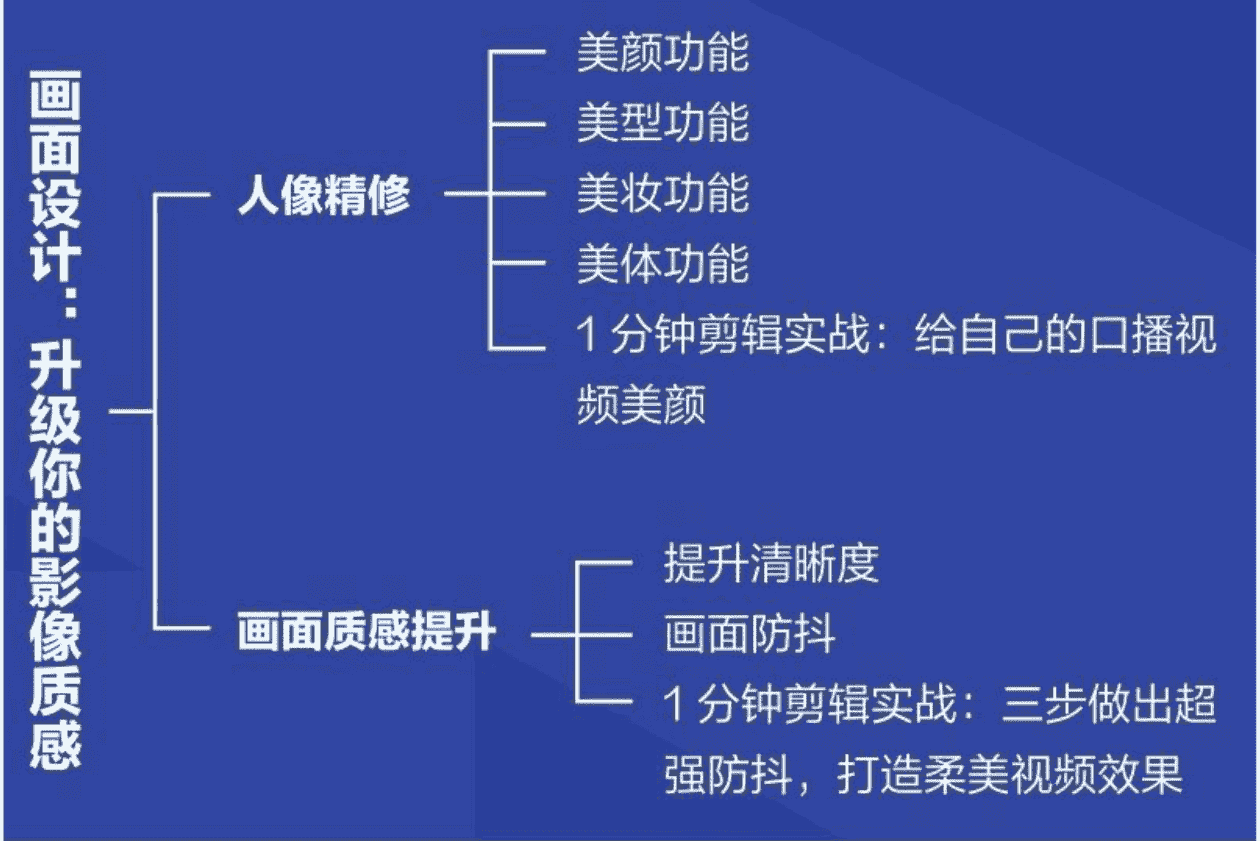 画面设计：升级你的影像质感
人像精修
美颜功能
美型功能
美妆功能
美体功能
1 分钟剪辑实战：给自己的口播视
频美颜
画面质感提升
提升清晰度
画面防抖
1 分钟剪辑实战：三步做出超
强防抖，打造柔美视频效果